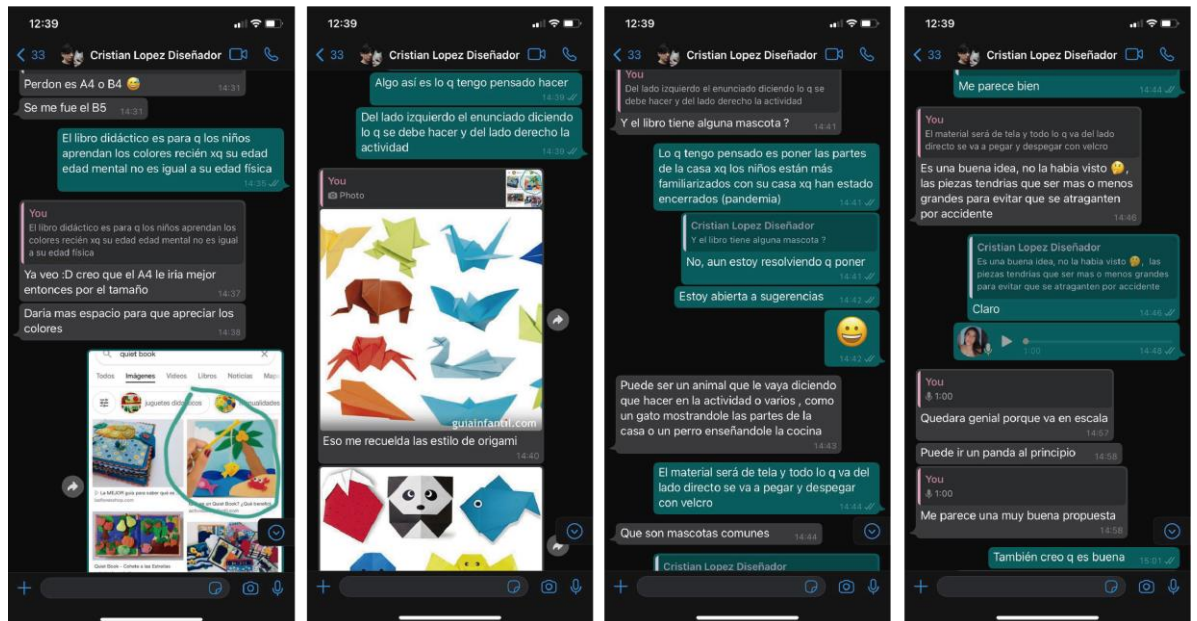 12:39
33 Cristian Lopez Diseñador
Perdon es A4 o B4 😅 14:31
Se me fue el B5 14:31
El libro didáctico es para q los niños
aprendan los colores recién xq su edad
edad mental no es igual a su edad física
14:35
You
El libro didáctico es para q los niños aprendan los
colores recién xq su edad edad mental no es igual
a su edad física
Ya veo :D creo que el A4 le iria mejor
entonces por el tamaño 14:37
Daria mas espacio para que apreciar los
colores 14:38
quiet book
Todos Imágenes Videos Libros Noticias Maps
juguetes didácticos
La MEJOR guía para saber qué es
Quiet Book - Cohete a las Estrellas
12:39
33 Cristian Lopez Diseñador
Algo así es lo q tengo pensado hacer
14:39
Del lado izquierdo el enunciado diciendo
lo q se debe hacer y del lado derecho la
actividad 14:39
You
Photo
guiainfantil.com
Eso me recuelda las estilo de origami
14:40
12:39
33 Cristian Lopez Diseñador
You
Del lado izquierdo el enunciado diciendo lo q se
debe hacer y del lado derecho la actividad
Y el libro tiene alguna mascota ? 14:41
Lo q tengo pensado es poner las partes
de la casa xq los niños están más
familiarizados con su casa xq han estado
encerrados (pandemia) 14:41
Cristian Lopez Diseñador
Y el libro tiene alguna mascota ?
No, aun estoy resolviendo q poner
14:41
Estoy abierta a sugerencias 14:42
😀
14:42
Puede ser un animal que le vaya diciendo
que hacer en la actividad o varios , como
un gato mostrandole las partes de la
casa o un perro enseñandole la cocina
14:43
El material será de tela y todo lo q va del
lado directo se va a pegar y despegar
con velcro 14:44
Que son mascotas comunes 14:44
Cristian Lopez Diseñador
12:39
33 Cristian Lopez Diseñador
Me parece bien 14:44
You
El material será de tela y todo lo q va del lado
directo se va a pegar y despegar con velcro
Es una buena idea, no la habia visto 🤔 ,
las piezas tendrias que ser mas o menos
grandes para evitar que se atraganten
por accidente 14:46
Cristian Lopez Diseñador
Es una buena idea, no la habia visto 🤔 , las
piezas tendrias que ser mas o menos grandes
para evitar que se atraganten por accidente
Claro 14:46
1:00 14:48
You
1:00
Quedara genial porque va en escala
14:57
Puede ir un panda al principio 14:58
You
1:00
Me parece una muy buena propuesta
14:58
También creo q es buena 15:01